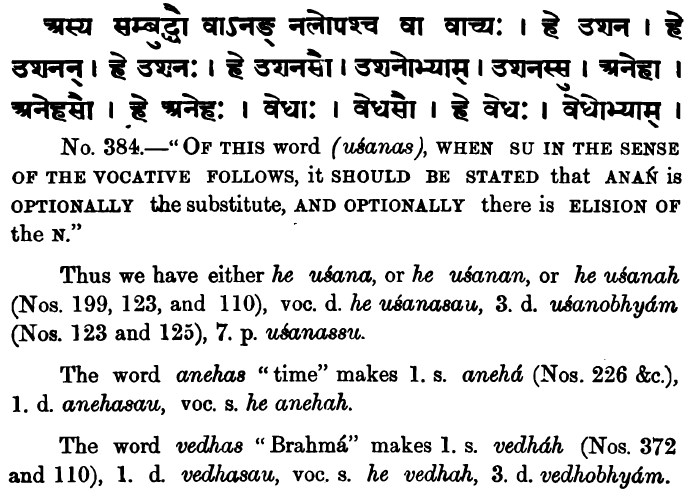 अस्य सम्बुद्धौ वाऽनङ् नलोपश्च वा वाच्यः । हे उशन । हे
उशनन् । हे उशनः । हे उशनसौ । उशनोभ्याम् । उशनस्सु । अनेहा ।
अनेहसौ । हे अनेहः । वेधाः । वेधसौ । हे वेधः । वेधोभ्याम् ।
No. 384.—“OF THIS word (uśanas), WHEN SU IN THE SENSE
OF THE VOCATIVE FOLLOWS, it SHOULD BE STATED that ANAṄ is
OPTIONALLY the substitute, AND OPTIONALLY there is ELISION OF
the N.”
Thus we have either he uśana, or he uśanan, or he uśanah
(Nos. 199, 123, and 110), voc. d. he uśanasau, 3. d. uśanobhyám
(Nos. 123 and 125), 7. p. uśanassu.
The word anehas “time” makes 1. s. anehá (Nos. 226 &c.),
1. d. anehasau, voc. s. he anehah.
The word vedhas “Brahmá” makes 1. s. vedháh (Nos. 372
and 110), 1. d. vedhasau, voc. s. he vedhah, 3. d. vedhobhyám.